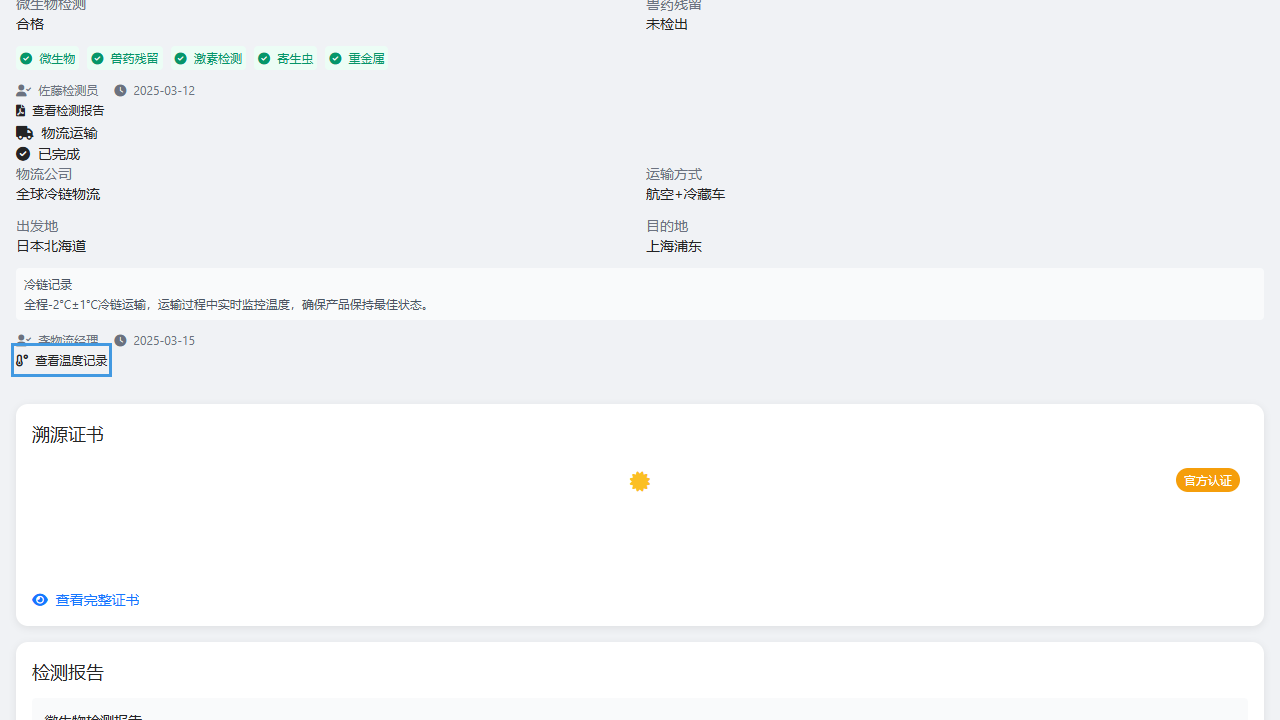 微生物检测
兽药残留
合格
未检出
微生物 兽药残留 激素检测 寄生虫 重金属
佐藤检测员 2025-03-12
查看检测报告
物流运输
已完成
物流公司
运输方式
全球冷链物流
航空+冷藏车
出发地
目的地
日本北海道
上海浦东
冷链记录
全程-2°C±1°C冷链运输，运输过程中实时监控温度，确保产品保持最佳状态。
李物流经理 2025-03-15
查看温度记录
溯源证书
官方认证
查看完整证书
检测报告
微生物检测报告